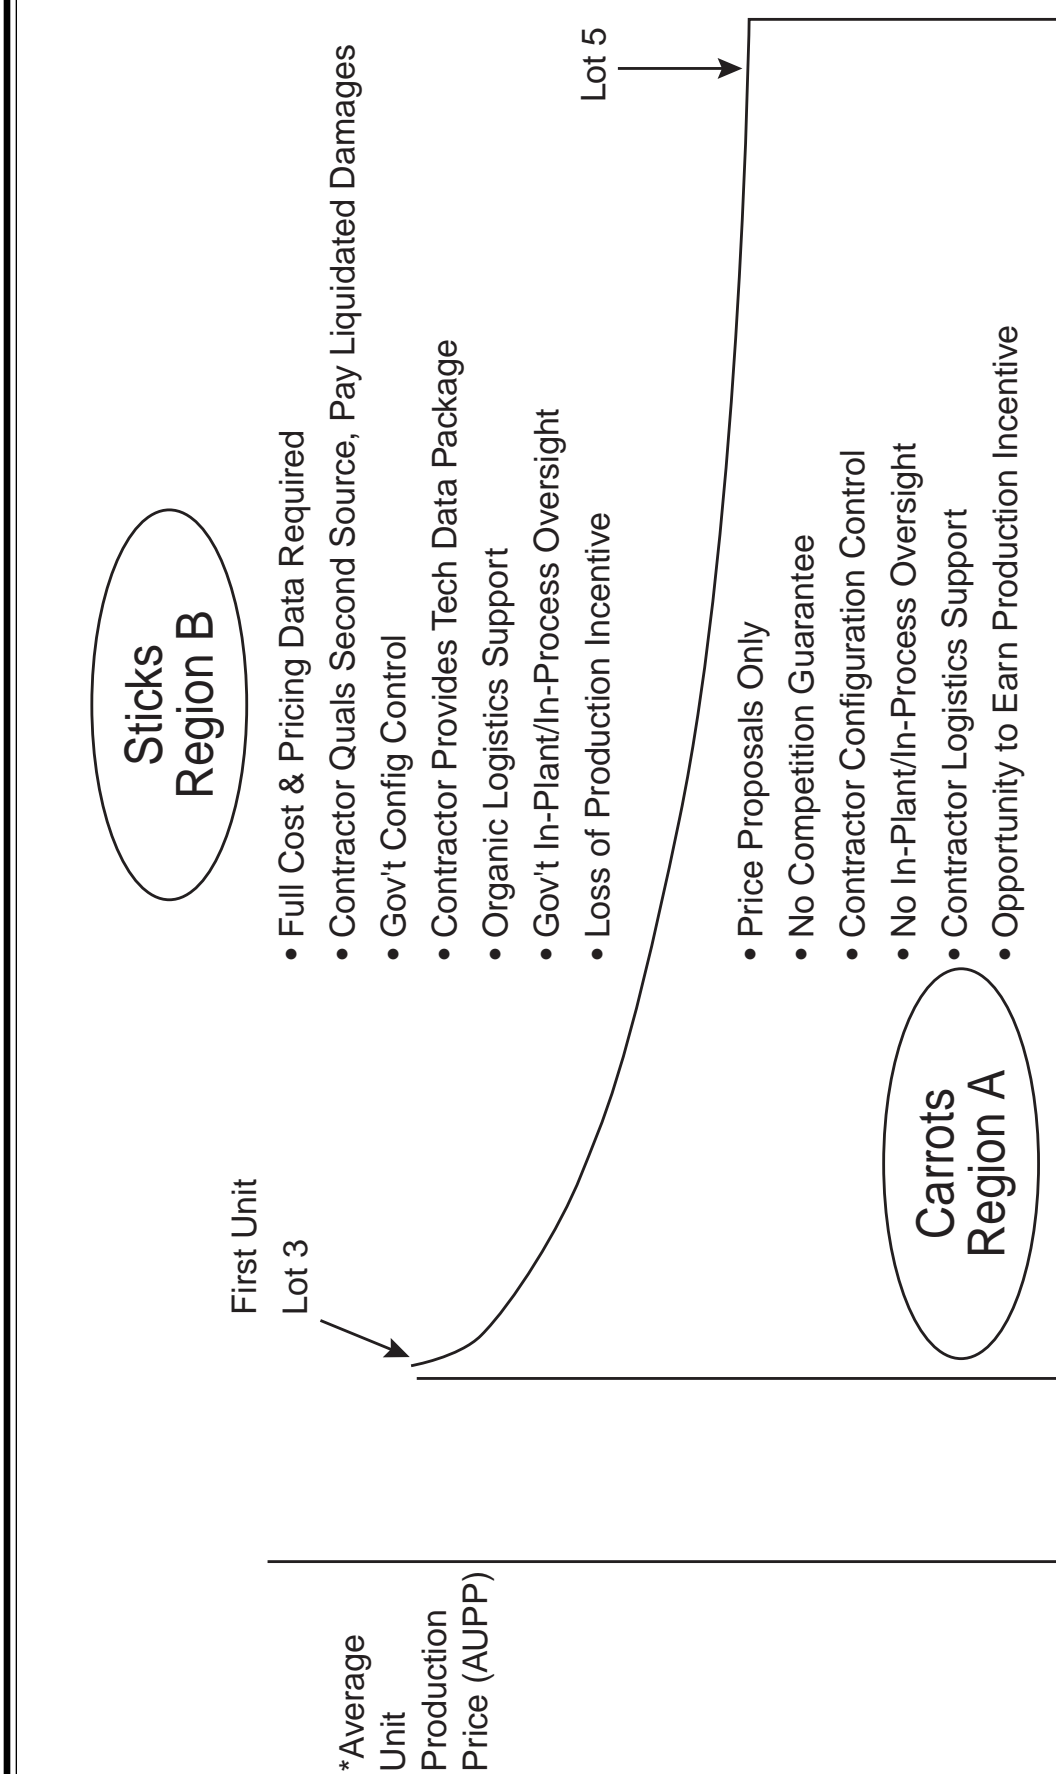 Sticks
Region B
• Full Cost & Pricing Data Required
• Contractor Quals Second Source, Pay Liquidated Damages
• Gov't Config Control
• Contractor Provides Tech Data Package
• Organic Logistics Support
• Gov't In-Plant/In-Process Oversight
• Loss of Production Incentive
First Unit
Lot 3
Lot 5
*Average
Unit
Production
Price (AUPP)
Carrots
Region A
• Price Proposals Only
• No Competition Guarantee
• Contractor Configuration Control
• No In-Plant/In-Process Oversight
• Contractor Logistics Support
• Opportunity to Earn Production Incentive